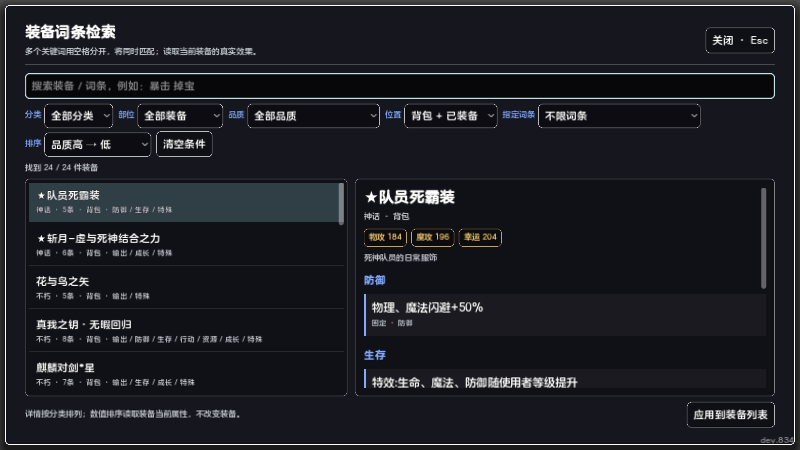 装备词条检索
多个关键词用空格分开，将同时匹配；读取当前装备的真实效果。
关闭 · Esc
搜索装备 / 词条，例如：暴击 掉宝
分类 全部分类 部位 全部装备 品质 全部品质 位置 背包 + 已装备 指定词条 不限词条
排序 品质高 → 低 清空条件
找到 24 / 24 件装备
★队员死霸装
神话 · 5条 · 背包 · 防御 / 生存 / 特殊
★斩月-虚与死神结合之力
神话 · 6条 · 背包 · 输出 / 成长 / 特殊
花与鸟之矢
不朽 · 5条 · 背包 · 输出 / 特殊
真我之钥 · 无暇回归
不朽 · 8条 · 背包 · 输出 / 防御 / 生存 / 行动 / 资源 / 成长 / 特殊
麒麟对剑*星
不朽 · 7条 · 背包 · 输出 / 生存 / 成长 / 特殊
★队员死霸装
神话 · 背包
物攻 184 魔攻 196 幸运 204
死神队员的日常服饰
防御
物理、魔法闪避+50%
固定 · 防御
生存
特效:生命、魔法、防御随使用者等级提升
详情按分类排列；数值排序读取装备当前属性，不改变装备。
应用到装备列表
dev.834